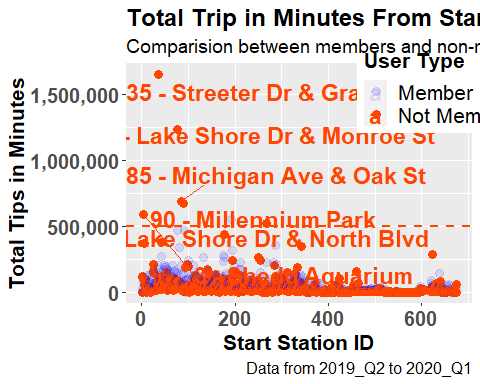 Total Trip in Minutes From Star
Comparision between members and non-r
User Type
Member
Not Mem
a
35 - Streeter Dr & Gra
- Lake Shore Dr & Monroe St
85 - Michigan Ave & Oak St
90 - Millennium Park
Lake Shore Dr & North Blvd
Aquarium
Total Tips in Minutes
1,500,000
1,000,000
500,000
0
0
200
400
600
Start Station ID
Data from 2019_Q2 to 2020_Q1